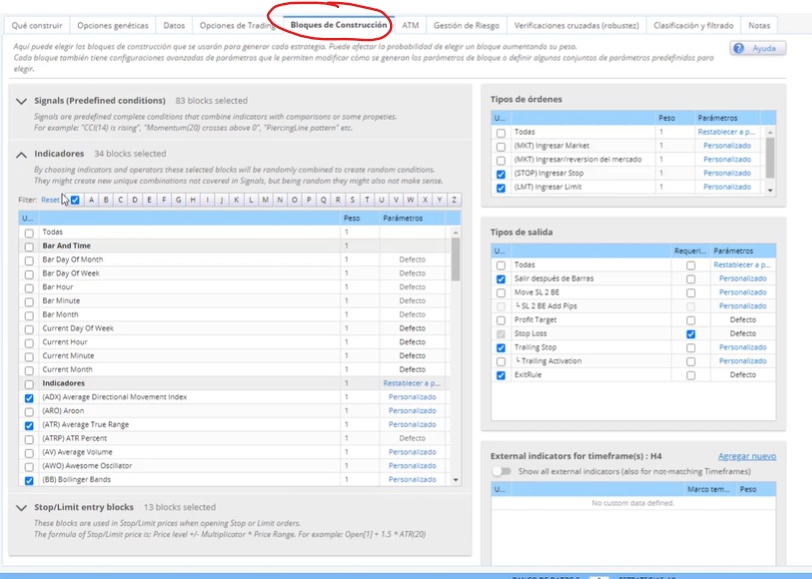 Qué construir Opciones genéticas Datos Opciones de Trading Bloques de Construcción ATM Gestión de Riesgo Verificaciones cruzadas (robustez) Clasificación y filtrado Notas
Aquí puede elegir los bloques de construcción que se usarán para generar cada estrategia. Puede afectar la probabilidad de elegir un bloque aumentando su peso.
Cada bloque también tiene configuraciones avanzadas de parámetros que les permiten modificar cómo se generan los parámetros de bloque o definir algunos conjuntos de parámetros predefinidos para
elegir.
Ayuda
Signals (Predefined conditions) 83 blocks selected
Signals are predefined complete conditions that combine indicators with comparisons or some propeties.
For example: "CCI(14) is rising", "Momentum(20) crosses above 0", "PiercingLine pattern" etc.
Indicadores 34 blocks selected
By choosing indicators and operators these selected blocks will be randomly combined to create random conditions.
They might create new unique combinations not covered in Signals, but being random they might also not make sense.
Filter: Reset A B C D E F G H I J K L M N O P Q R S T U V W X Y Z
U... Peso Parámetros
Todas 1
Bar And Time 1
Bar Day Of Month 1 Defecto
Bar Day Of Week 1 Defecto
Bar Hour 1 Defecto
Bar Minute 1 Defecto
Bar Month 1 Defecto
Current Day Of Week 1 Defecto
Current Hour 1 Defecto
Current Minute 1 Defecto
Current Month 1 Defecto
Indicadores 1 Restablecer a p...
(ADX) Average Directional Movement Index 1 Personalizado
(ARO) Aroon 1 Personalizado
(ATR) Average True Range 1 Personalizado
(ATRP) ATR Percent 1 Defecto
(AV) Average Volume 1 Personalizado
(AWO) Awesome Oscillator 1 Personalizado
(BB) Bollinger Bands 1 Personalizado
Stop/Limit entry blocks 13 blocks selected
These blocks are used in Stop/Limit prices when opening Stop or Limit orders.
The formula of Stop/Limit price is: Price level +/- Multiplicator * Price Range. For example: Open[1] + 1.5 * ATR(20)
Tipos de órdenes
U... Peso Parámetros
Todas 1 Restablecer a p...
(MKT) Ingresar Market 1 Personalizado
(MKT) Ingresar/reversion del mercado 1 Personalizado
(STOP) Ingresar Stop 1 Personalizado
(LMT) Ingresar Limit 1 Personalizado
Tipos de salida
U... Requeri... Parámetros
Todas Restablecer a p...
Salir después de Barras Personalizado
Move SL 2 BE Personalizado
SL 2 BE Add Pips Personalizado
Profit Target Defecto
Stop Loss Defecto
Trailing Stop Personalizado
Trailing Activation Personalizado
ExitRule Defecto
External indicators for timeframe(s) : H4 Agregar nuevo
Show all external indicators (also for not-matching Timeframes)
U... Marco tem... Peso
No custom data defined.